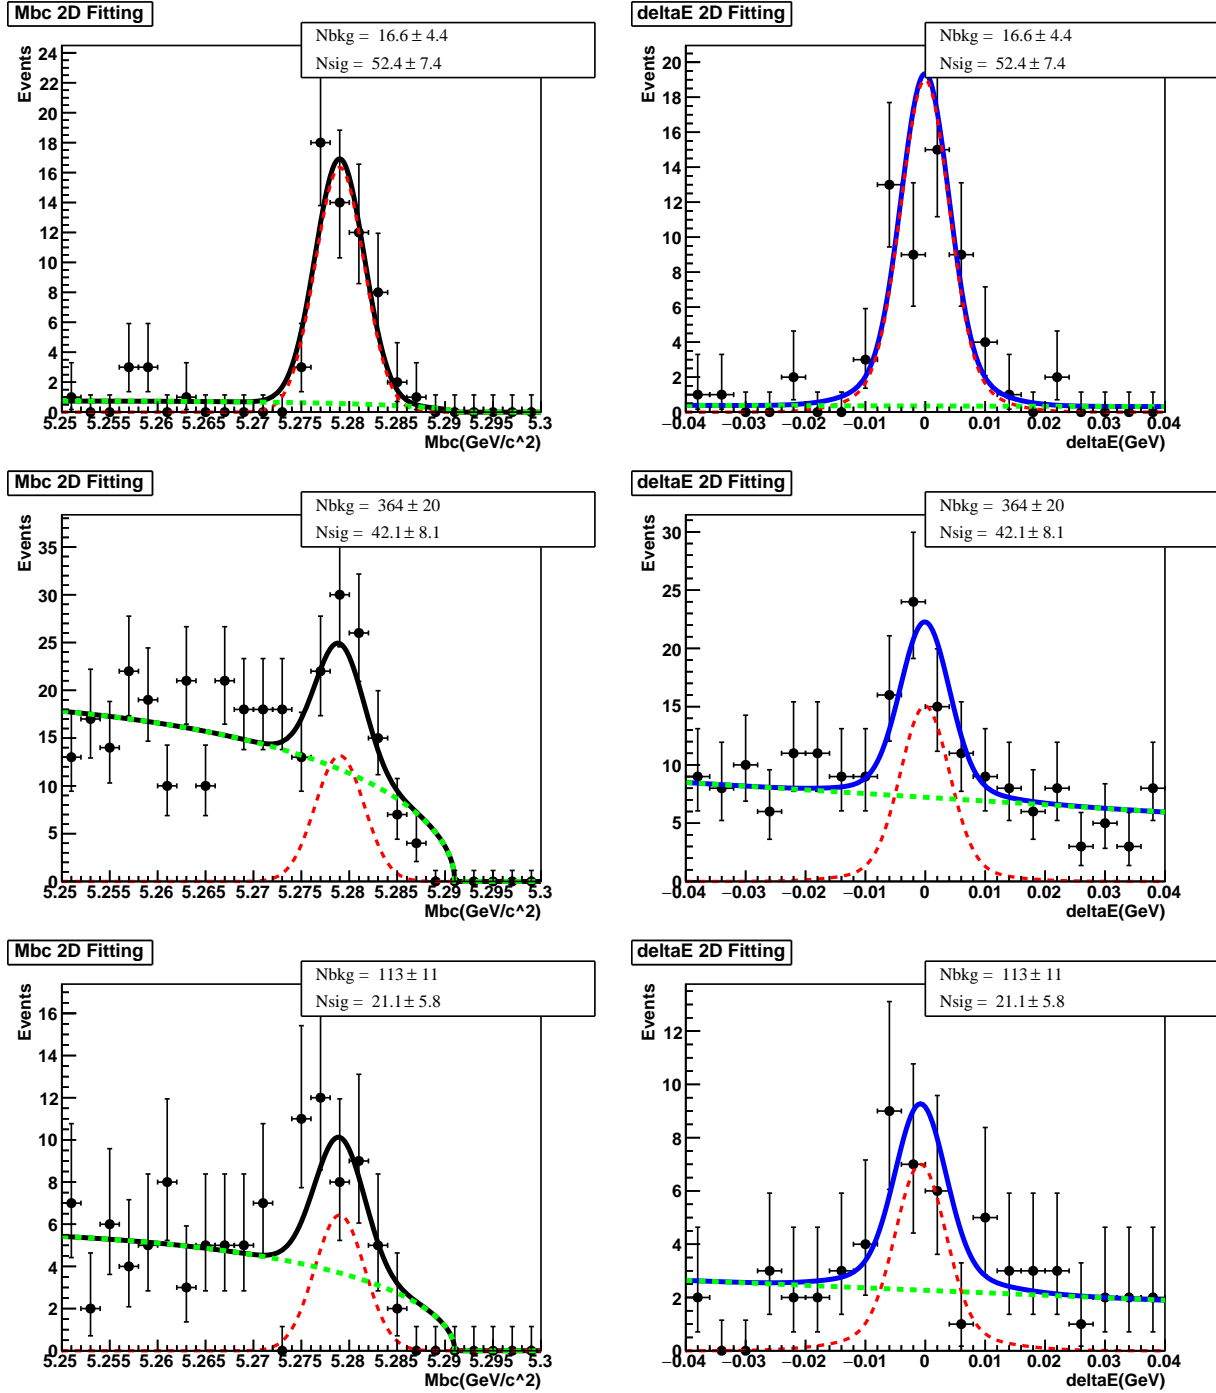 Mbc 2D Fitting
Nbkg = 16.6 ± 4.4
Nsig = 52.4 ± 7.4
Events
24
22
20
18
16
14
12
10
8
6
4
2
0
5.25 5.255 5.26 5.265 5.27 5.275 5.28 5.285 5.29 5.295 5.3
Mbc(GeV/c^2)
deltaE 2D Fitting
Nbkg = 16.6 ± 4.4
Nsig = 52.4 ± 7.4
Events
20
18
16
14
12
10
8
6
4
2
0
−0.04 −0.03 −0.02 −0.01 0 0.01 0.02 0.03 0.04
deltaE(GeV)
Mbc 2D Fitting
Nbkg = 364 ± 20
Nsig = 42.1 ± 8.1
Events
35
30
25
20
15
10
5
0
5.25 5.255 5.26 5.265 5.27 5.275 5.28 5.285 5.29 5.295 5.3
Mbc(GeV/c^2)
deltaE 2D Fitting
Nbkg = 364 ± 20
Nsig = 42.1 ± 8.1
Events
30
25
20
15
10
5
0
−0.04 −0.03 −0.02 −0.01 0 0.01 0.02 0.03 0.04
deltaE(GeV)
Mbc 2D Fitting
Nbkg = 113 ± 11
Nsig = 21.1 ± 5.8
Events
16
14
12
10
8
6
4
2
0
5.25 5.255 5.26 5.265 5.27 5.275 5.28 5.285 5.29 5.295 5.3
Mbc(GeV/c^2)
deltaE 2D Fitting
Nbkg = 113 ± 11
Nsig = 21.1 ± 5.8
Events
12
10
8
6
4
2
0
−0.04 −0.03 −0.02 −0.01 0 0.01 0.02 0.03 0.04
deltaE(GeV)